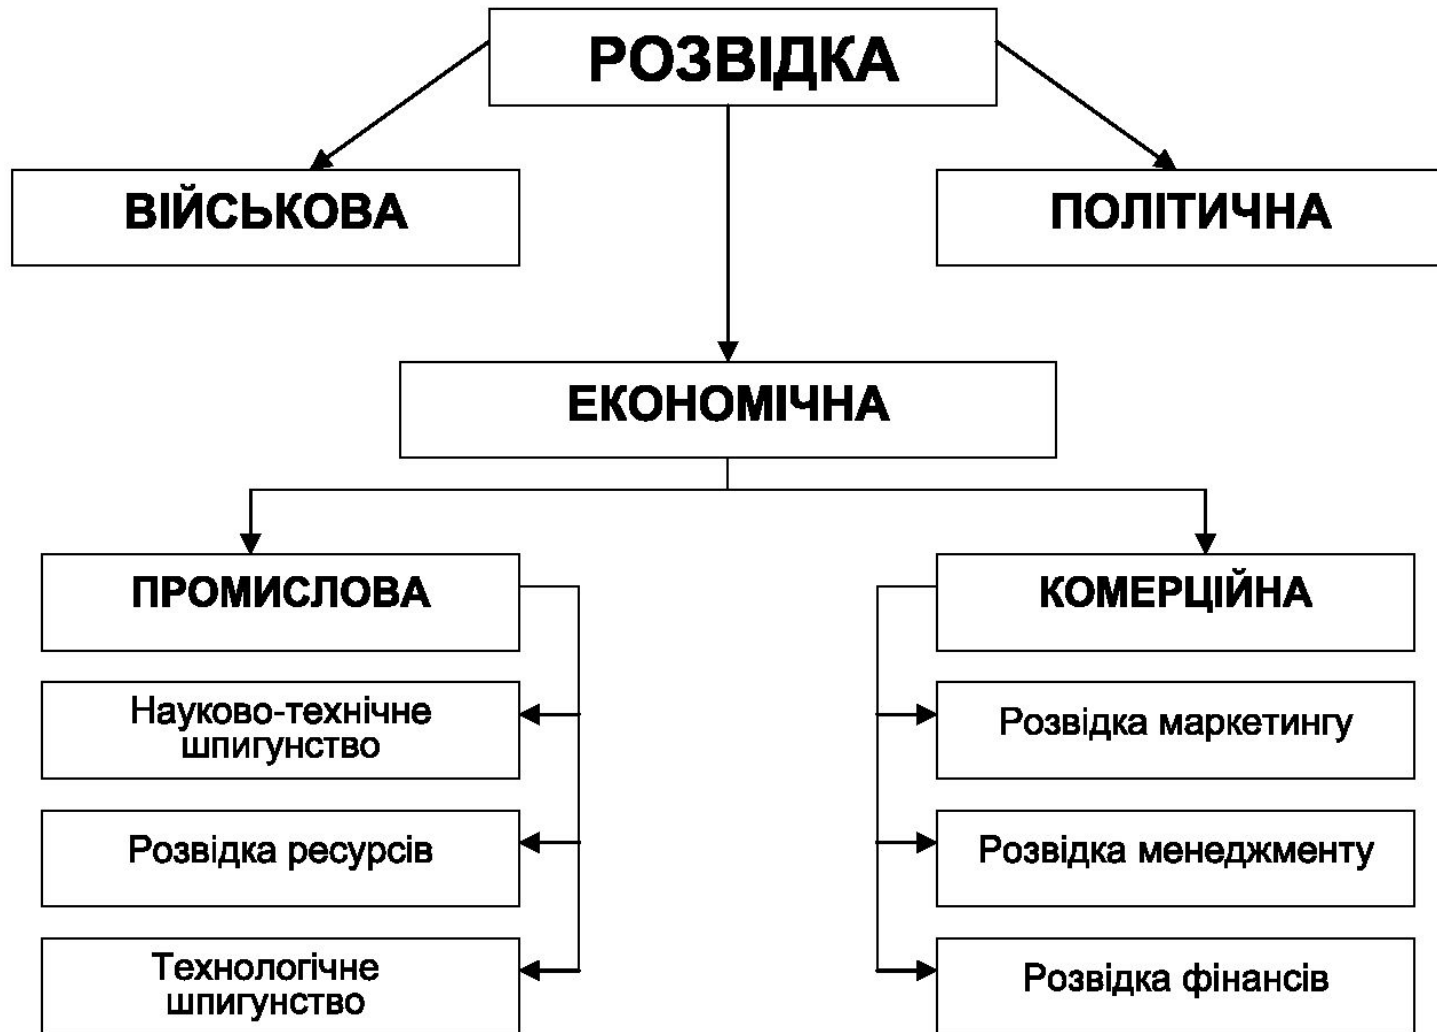 РОЗВІДКА
ВІЙСЬКОВА
ПОЛІТИЧНА
ЕКОНОМІЧНА
ПРОМИСЛОВА
КОМЕРЦІЙНА
Науково-технічне
шпигунство
Розвідка маркетингу
Розвідка ресурсів
Розвідка менеджменту
Технологічне
шпигунство
Розвідка фінансів